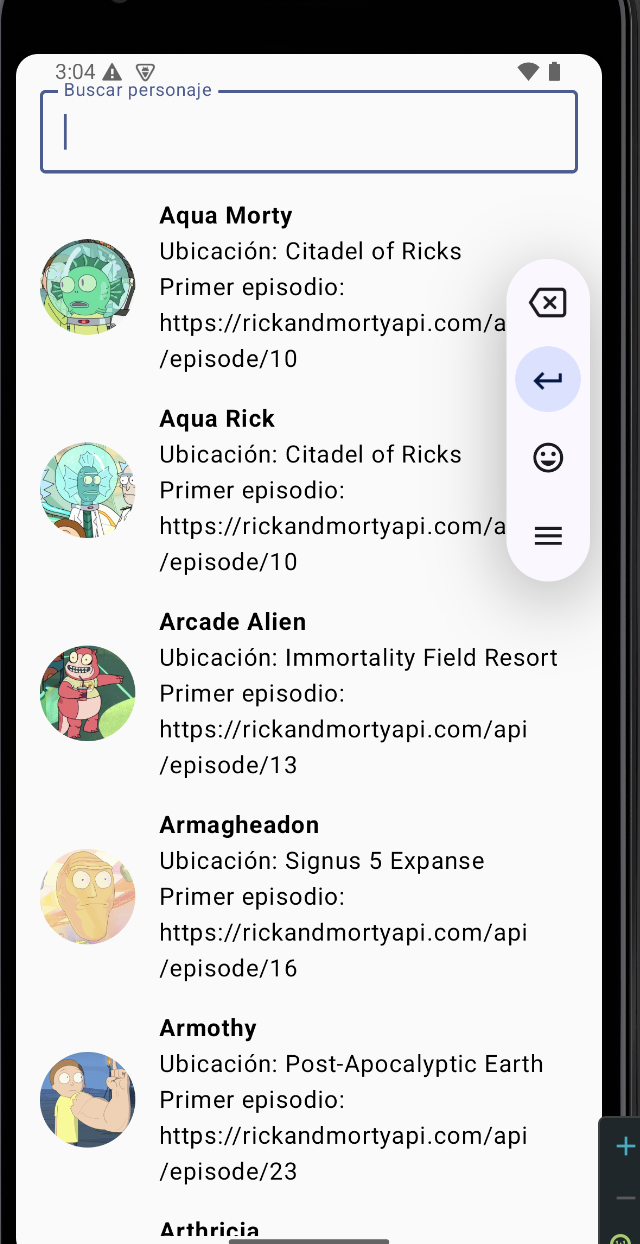 3:04
Buscar personaje
Aqua Morty
Ubicación: Citadel of Ricks
Primer episodio:
https://rickandmortyapi.com/a
/episode/10
Aqua Rick
Ubicación: Citadel of Ricks
Primer episodio:
https://rickandmortyapi.com/a
/episode/10
Arcade Alien
Ubicación: Immortality Field Resort
Primer episodio:
https://rickandmortyapi.com/api
/episode/13
Armagheadon
Ubicación: Signus 5 Expanse
Primer episodio:
https://rickandmortyapi.com/api
/episode/16
Armothy
Ubicación: Post-Apocalyptic Earth
Primer episodio:
https://rickandmortyapi.com/api
/episode/23
Arthricia